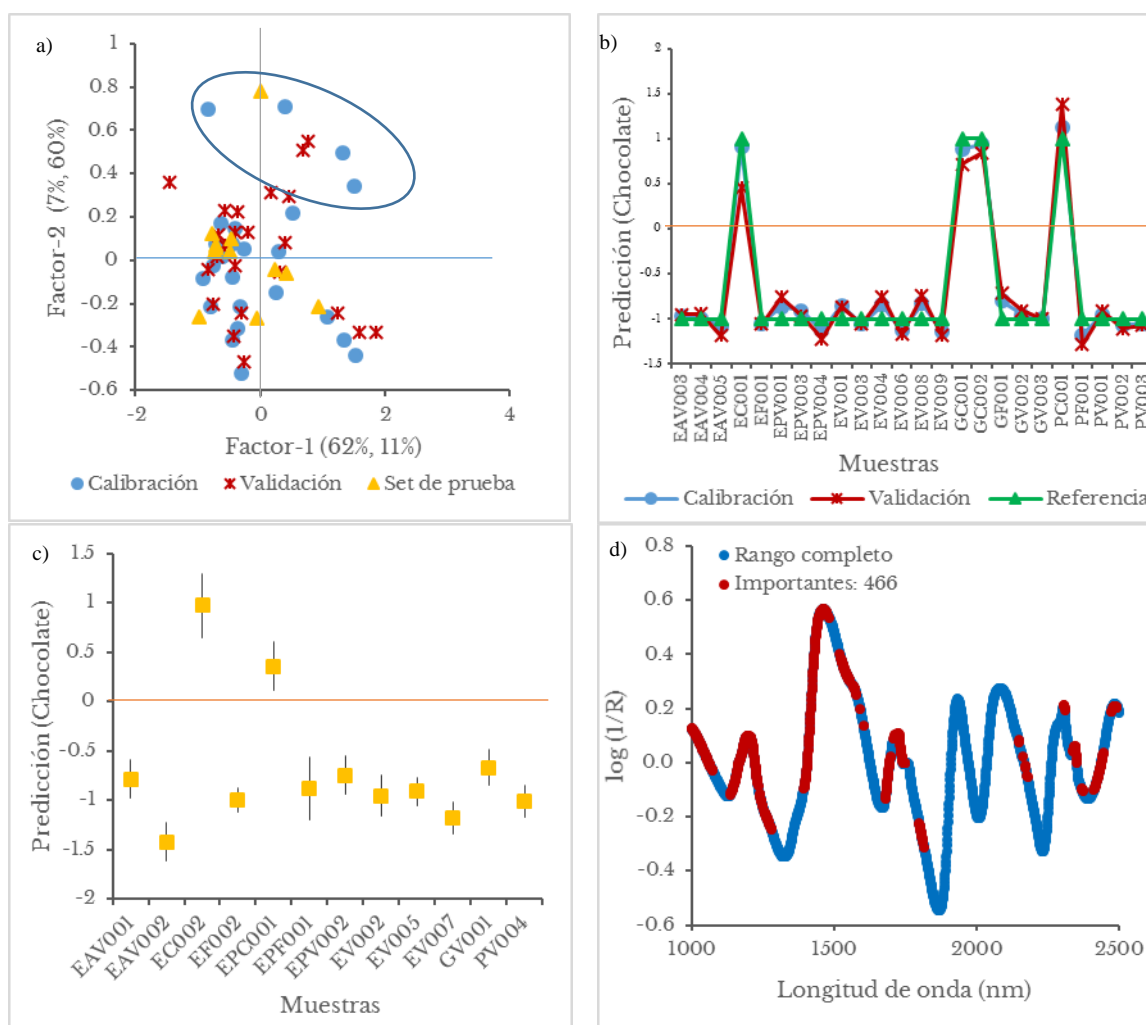 a)
1
0.8
0.6
0.4
0.2
0
-0.2
-0.4
-0.6
-2
0
2
4
Factor-2 (7%, 60%)
Factor-1 (62%, 11%)
Calibración Validación Set de prueba
b)
2
1.5
1
0.5
0
-0.5
-1
-1.5
Predicción (Chocolate)
EAV003
EAV004
EAV005
EC001
EF001
EPV001
EPV003
EPV004
EV001
EV003
EV004
EV006
EV008
EV009
GC001
GC002
GF001
GV002
GV003
PC001
PF001
PV001
PV002
PV003
Muestras
Calibración Validación Referencia
c)
1.5
1
0.5
0
-0.5
-1
-1.5
-2
Predicción (Chocolate)
EAV001
EAV002
EC002
EF002
EPC001
EPF001
EPV002
EV002
EV005
EV007
GV001
PV004
Muestras
d)
0.8
0.6
0.4
0.2
0.0
-0.2
-0.4
-0.6
Rango completo
Importantes: 466
log (1/R)
1000
1500
2000
2500
Longitud de onda (nm)